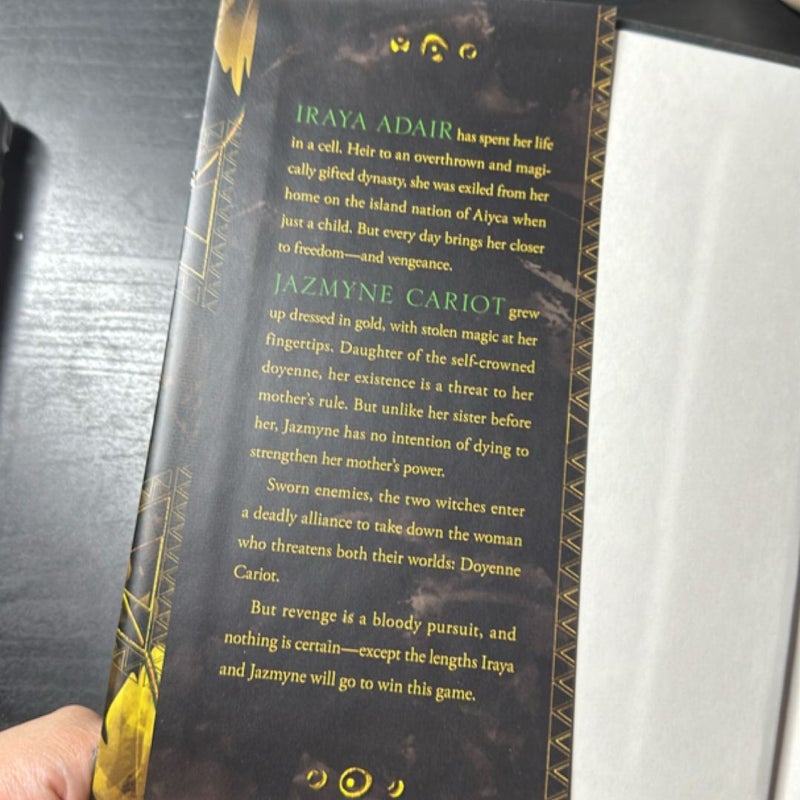 IRAYA ADAIR has spent her life
in a cell. Heir to an overthrown and magi-
cally gifted dynasty, she was exiled from her
home on the island nation of Aiyca when
just a child. But every day brings her closer
to freedom—and vengeance.
JAZMYNE CARIOT grew
up dressed in gold, with stolen magic at her
fingertips. Daughter of the self-crowned
doyenne, her existence is a threat to her
mother's rule. But unlike her sister before
her, Jazmyne has no intention of dying to
strengthen her mother's power.
Sworn enemies, the two witches enter
a deadly alliance to take down the woman
who threatens both their worlds: Doyenne
Cariot.
But revenge is a bloody pursuit, and
nothing is certain—except the lengths Iraya
and Jazmyne will go to win this game.